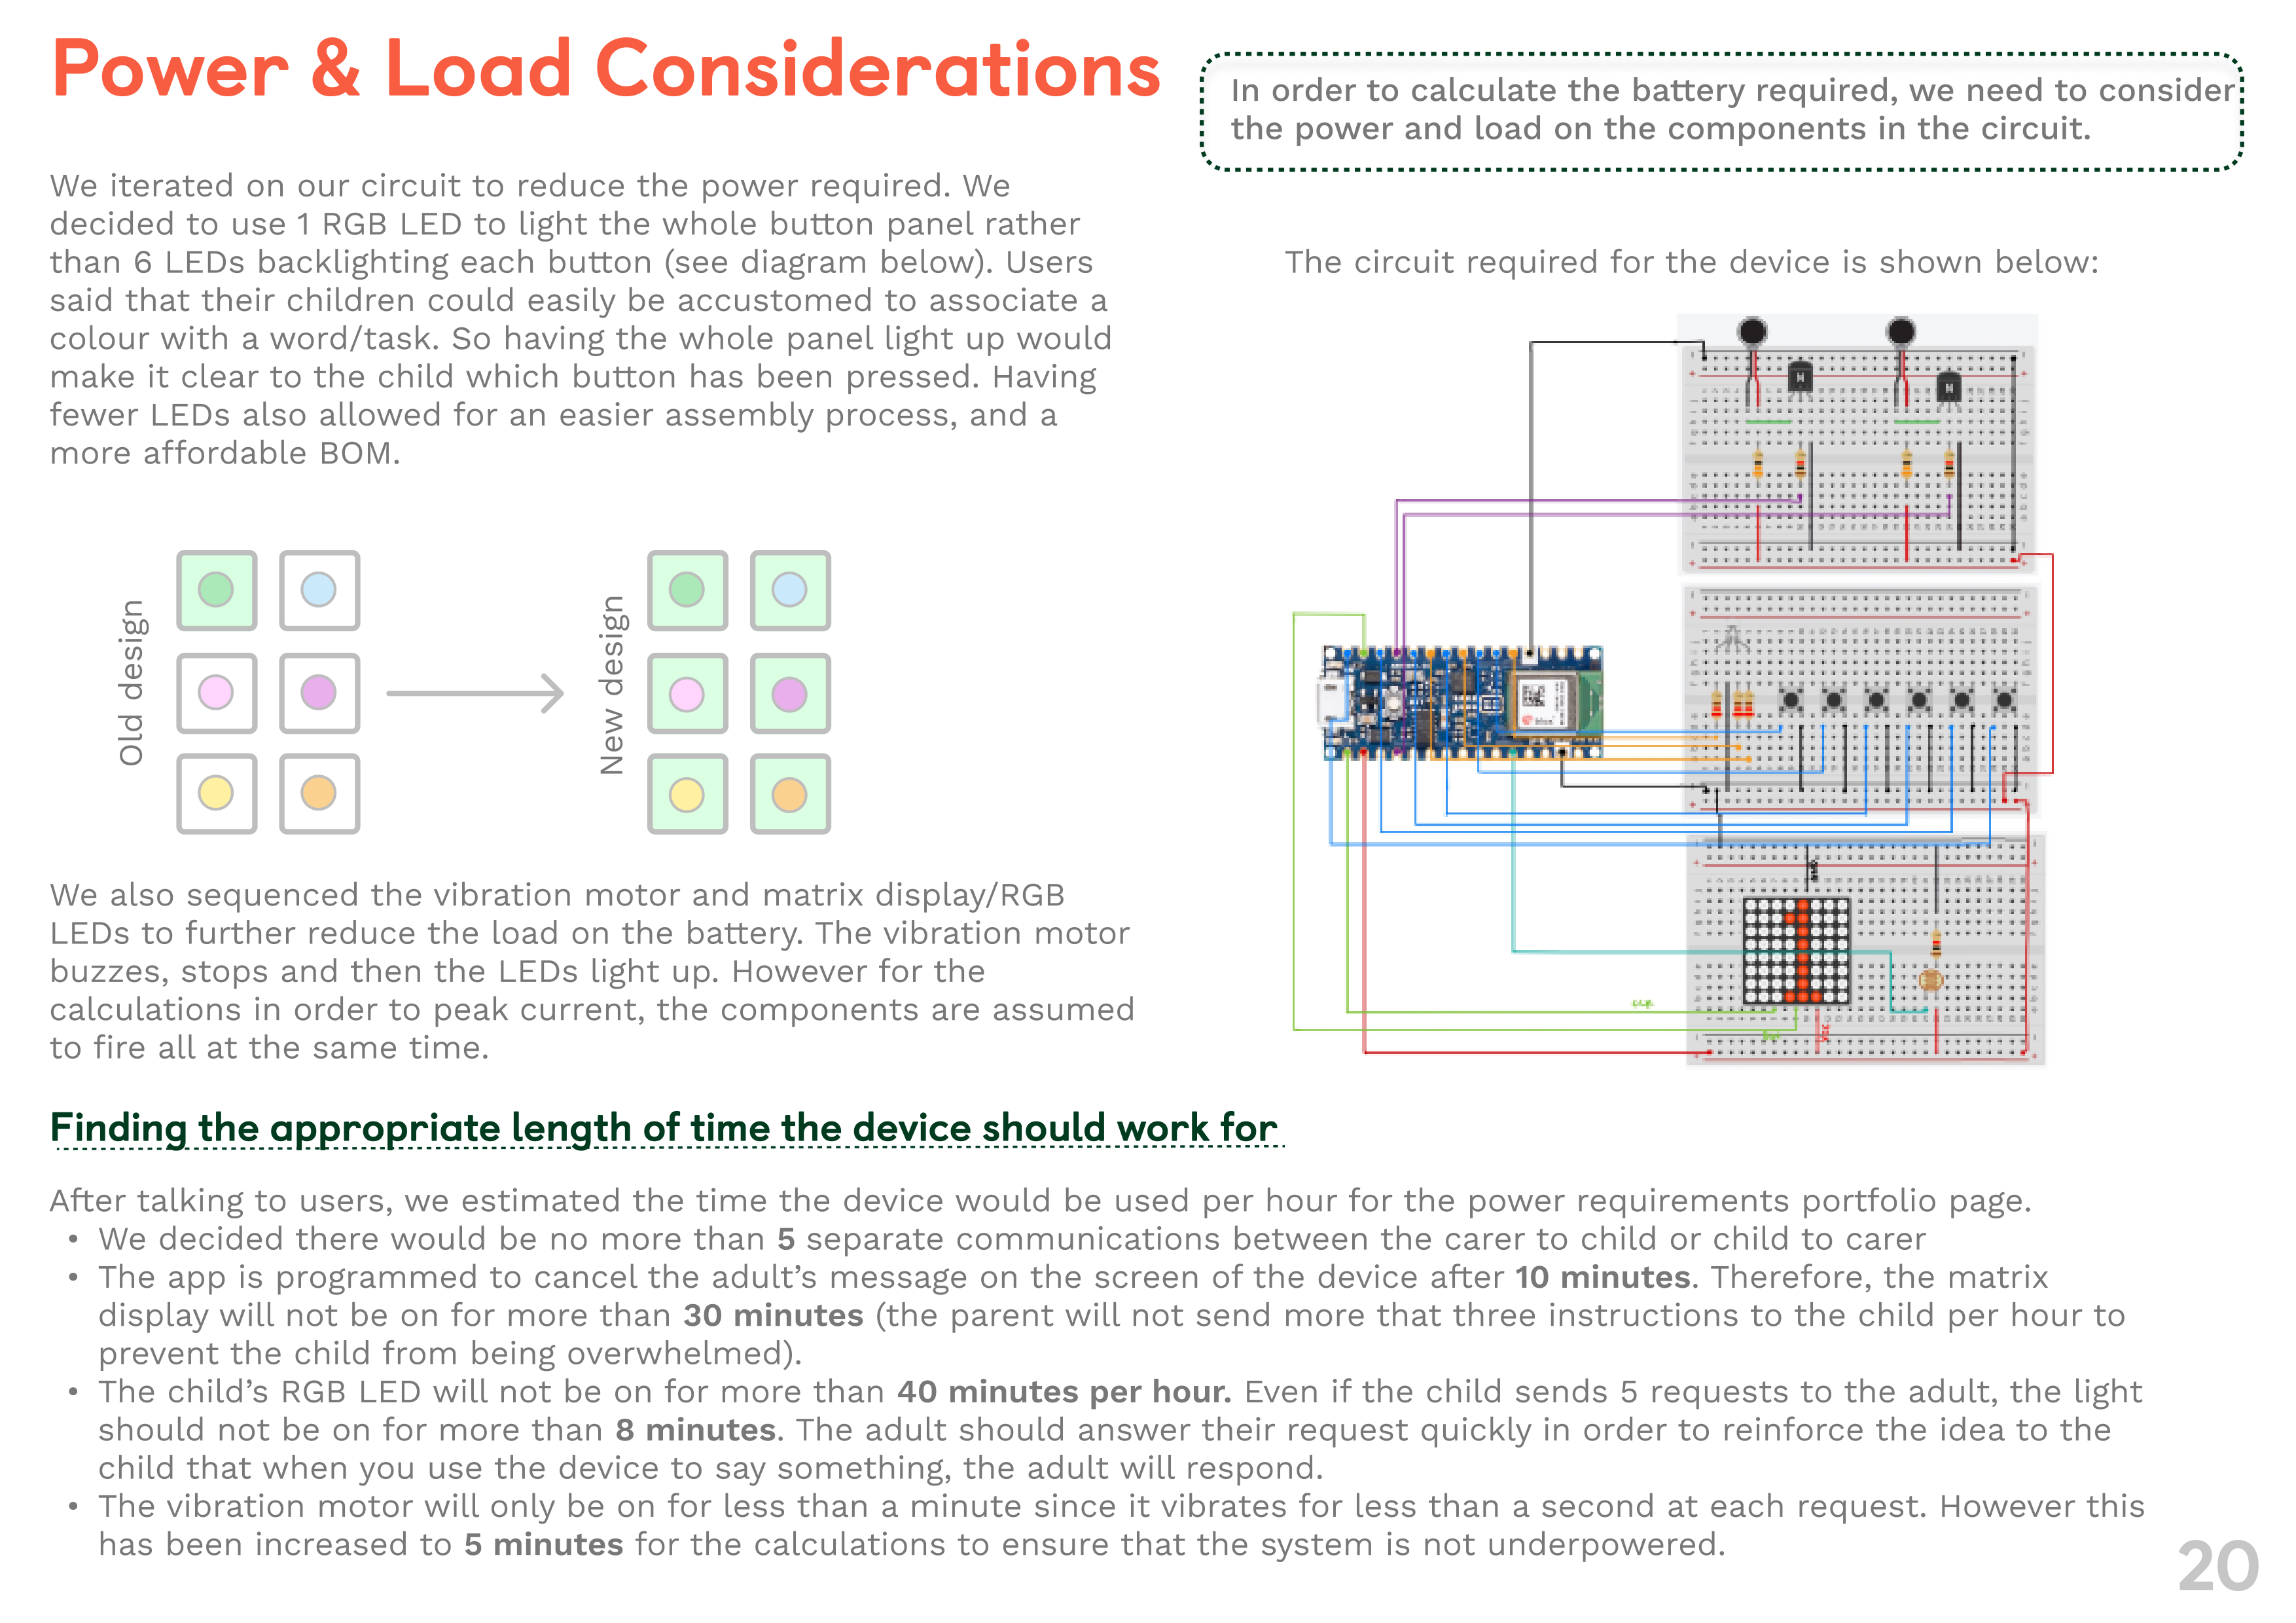 Power & Load Considerations
In order to calculate the battery required, we need to consider
the power and load on the components in the circuit.
We iterated on our circuit to reduce the power required. We
decided to use 1 RGB LED to light the whole button panel rather
than 6 LEDs backlighting each button (see diagram below). Users
said that their children could easily be accustomed to associate a
colour with a word/task. So having the whole panel light up would
make it clear to the child which button has been pressed. Having
fewer LEDs also allowed for an easier assembly process, and a
more affordable BOM.
The circuit required for the device is shown below:
Old design
New design
We also sequenced the vibration motor and matrix display/RGB
LEDs to further reduce the load on the battery. The vibration motor
buzzes, stops and then the LEDs light up. However for the
calculations in order to peak current, the components are assumed
to fire all at the same time.
Finding the appropriate length of time the device should work for
After talking to users, we estimated the time the device would be used per hour for the power requirements portfolio page.
• We decided there would be no more than 5 separate communications between the carer to child or child to carer
• The app is programmed to cancel the adult’s message on the screen of the device after 10 minutes. Therefore, the matrix
display will not be on for more than 30 minutes (the parent will not send more that three instructions to the child per hour to
prevent the child from being overwhelmed).
• The child’s RGB LED will not be on for more than 40 minutes per hour. Even if the child sends 5 requests to the adult, the light
should not be on for more than 8 minutes. The adult should answer their request quickly in order to reinforce the idea to the
child that when you use the device to say something, the adult will respond.
• The vibration motor will only be on for less than a minute since it vibrates for less than a second at each request. However this
has been increased to 5 minutes for the calculations to ensure that the system is not underpowered.
20